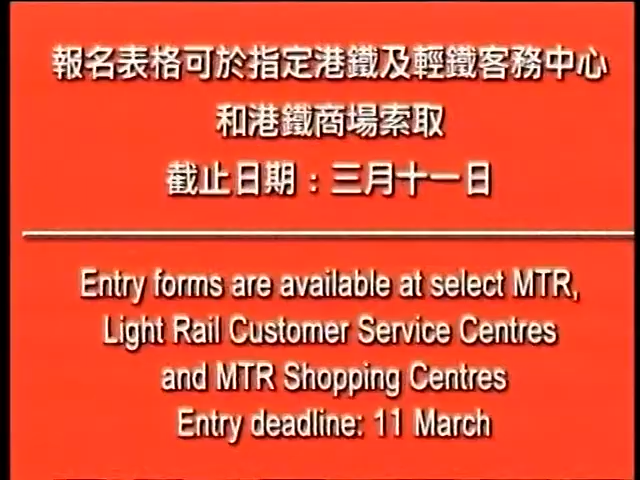 報名表格可於指定港鐵及輕鐵客務中心
和港鐵商場索取
截止日期：三月十一日
Entry forms are available at select MTR,
Light Rail Customer Service Centres
and MTR Shopping Centres
Entry deadline: 11 March